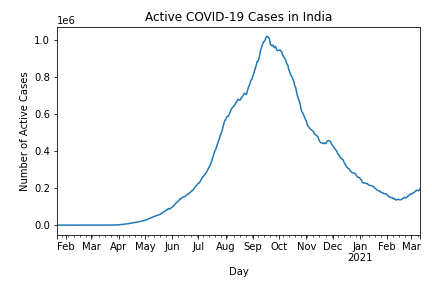 Active COVID-19 Cases in India
1e6
1.0
0.8
0.6
0.4
0.2
0.0
Number of Active Cases
Feb Mar Apr May Jun Jul Aug Sep Oct Nov Dec Jan Feb Mar
2021
Day